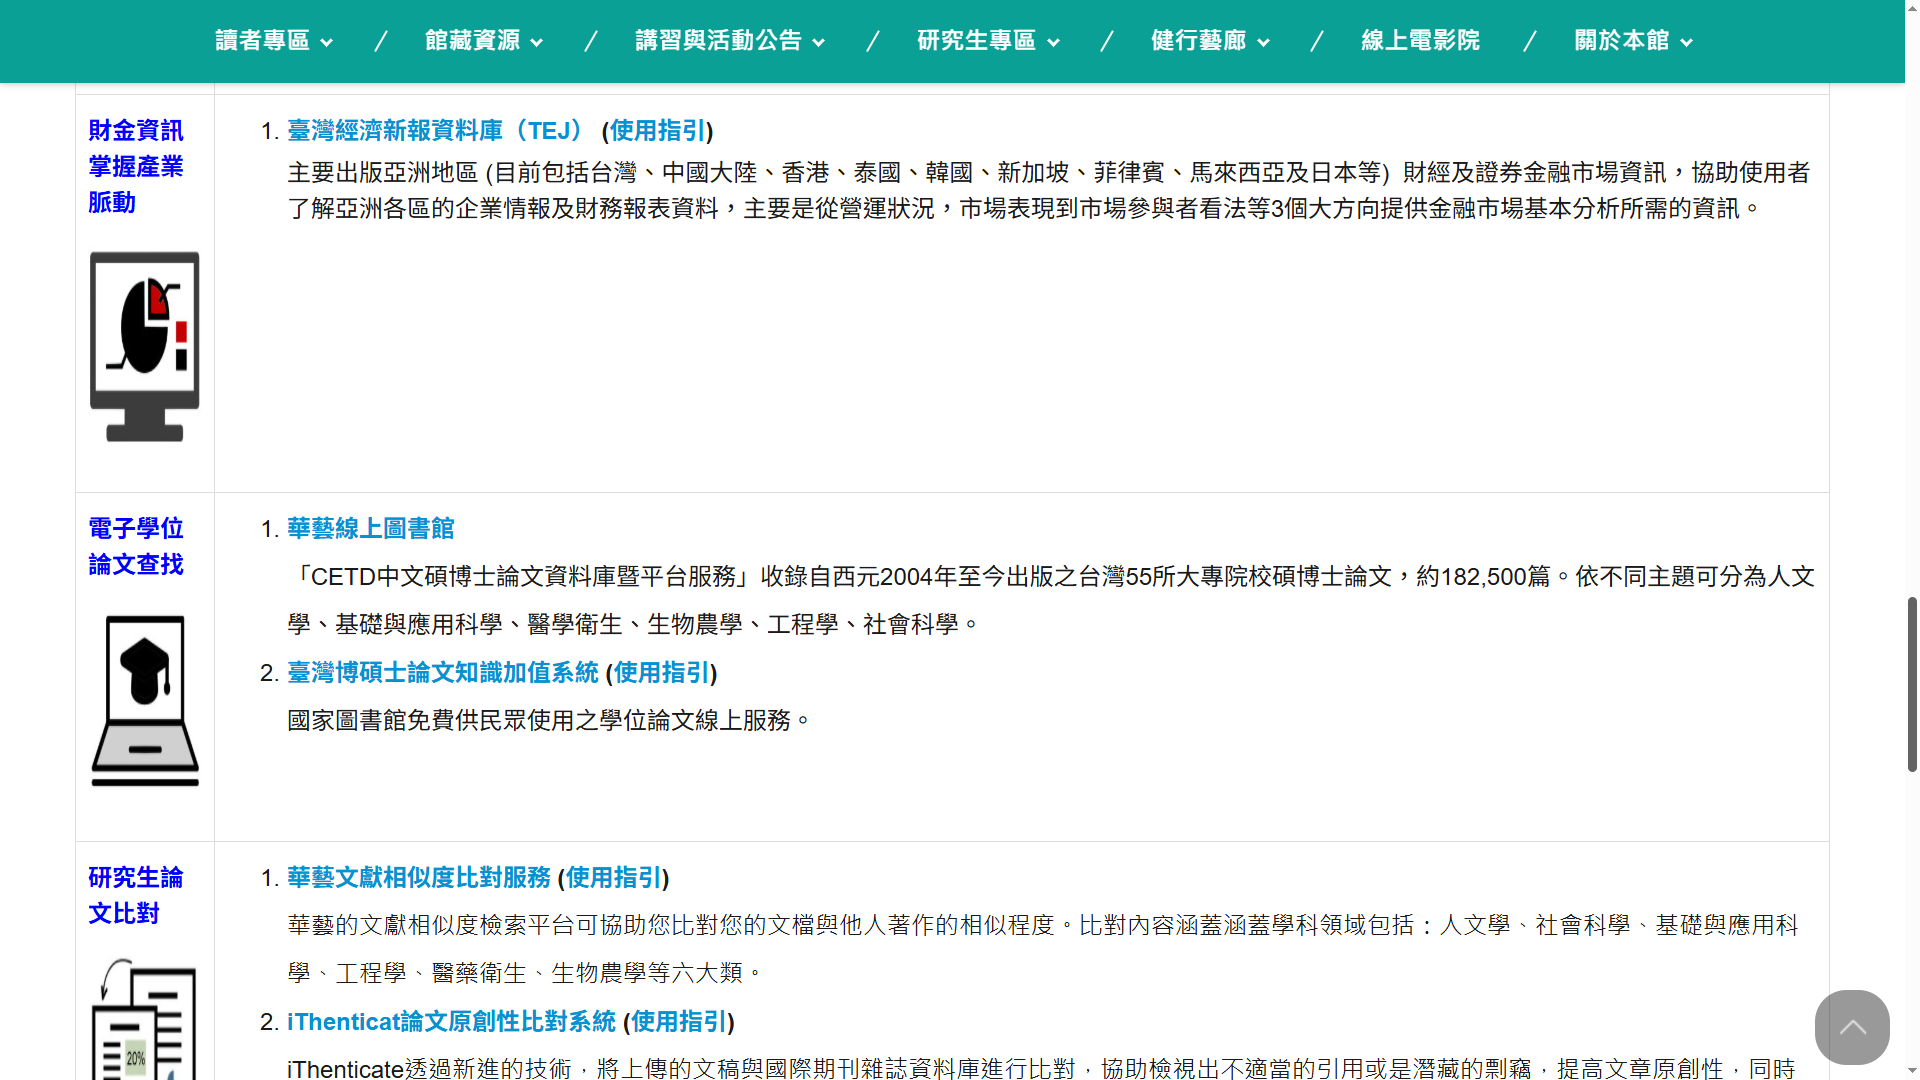 讀者專區 / 館藏資源 / 講習與活動公告 / 研究生專區 / 健行藝廊 / 線上電影院 / 關於本館
財金資訊
掌握產業
脈動
1. 臺灣經濟新報資料庫（TEJ） (使用指引)
主要出版亞洲地區 (目前包括台灣、中國大陸、香港、泰國、韓國、新加坡、菲律賓、馬來西亞及日本等) 財經及證券金融市場資訊，協助使用者
了解亞洲各區的企業情報及財務報表資料，主要是從營運狀況，市場表現到市場參與者看法等3個大方向提供金融市場基本分析所需的資訊。
電子學位
論文查找
1. 華藝線上圖書館
「CETD中文碩博士論文資料庫暨平台服務」收錄自西元2004年至今出版之台灣55所大專院校碩博士論文，約182,500篇。依不同主題可分為人文
學、基礎與應用科學、醫學衛生、生物農學、工程學、社會科學。
2. 臺灣博碩士論文知識加值系統 (使用指引)
國家圖書館免費供民眾使用之學位論文線上服務。
研究生論
文比對
20%
1. 華藝文獻相似度比對服務 (使用指引)
華藝的文獻相似度檢索平台可協助您比對您的文檔與他人著作的相似程度。比對內容涵蓋涵蓋學科領域包括：人文學、社會科學、基礎與應用科
學、工程學、醫藥衛生、生物農學等六大類。
2. iThenticat論文原創性比對系統 (使用指引)
iThenticate透過新進的技術，將上傳的文稿與國際期刊雜誌資料庫進行比對，協助檢視出不適當的引用或是潛藏的剽竊，提高文章原創性，同時